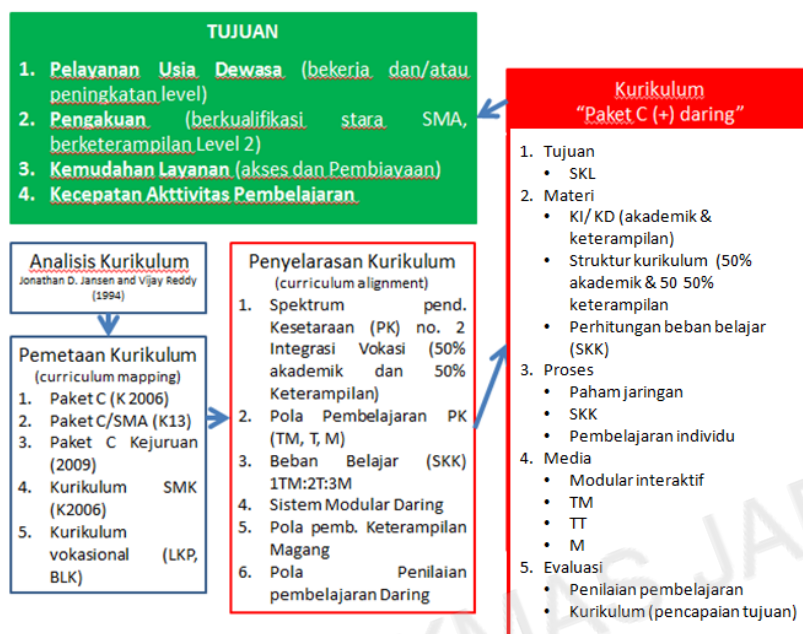 TUJUAN
1. Pelayanan Usia Dewasa (bekerja dan/atau
peningkatan level)
2. Pengakuan (berkualifikasi stara SMA,
berketerampilan Level 2)
3. Kemudahan Layanan (akses dan Pembiayaan)
4. Kecepatan Akttivitas Pembelajaran
Analisis Kurikulum
Jonathan D. Jansen and Vijay Reddy
(1994)
Pemetaan Kurikulum
(curriculum mapping)
1. Paket C (K 2006)
2. Paket C/SMA (K13)
3. Paket C Kejuruan
(2009)
4. Kurikulum SMK
(K2006)
5. Kurikulum
vokasional (LKP,
BLK)
Penyelarasan Kurikulum
(curriculum alignment)
1. Spektrum pend.
Kesetaraan (PK) no. 2
Integrasi Vokasi (50%
akademik dan 50%
Keterampilan)
2. Pola Pembelajaran PK
(TM, T, M)
3. Beban Belajar (SKK)
1TM:2T:3M
4. Sistem Modular Daring
5. Pola pemb. Keterampilan
Magang
6. Pola Penilaian
pembelajaran Daring
Kurikulum
"Paket C (+) daring"
1. Tujuan
• SKL
2. Materi
• KI/ KD (akademik &
keterampilan)
• Struktur kurikulum (50%
akademik & 50 50%
keterampilan
• Perhitungan beban belajar
(SKK)
3. Proses
• Paham jaringan
• SKK
• Pembelajaran individu
4. Media
• Modular interaktif
• TM
• TT
• M
5. Evaluasi
• Penilaian pembelajaran
• Kurikulum (pencapaian tujuan)